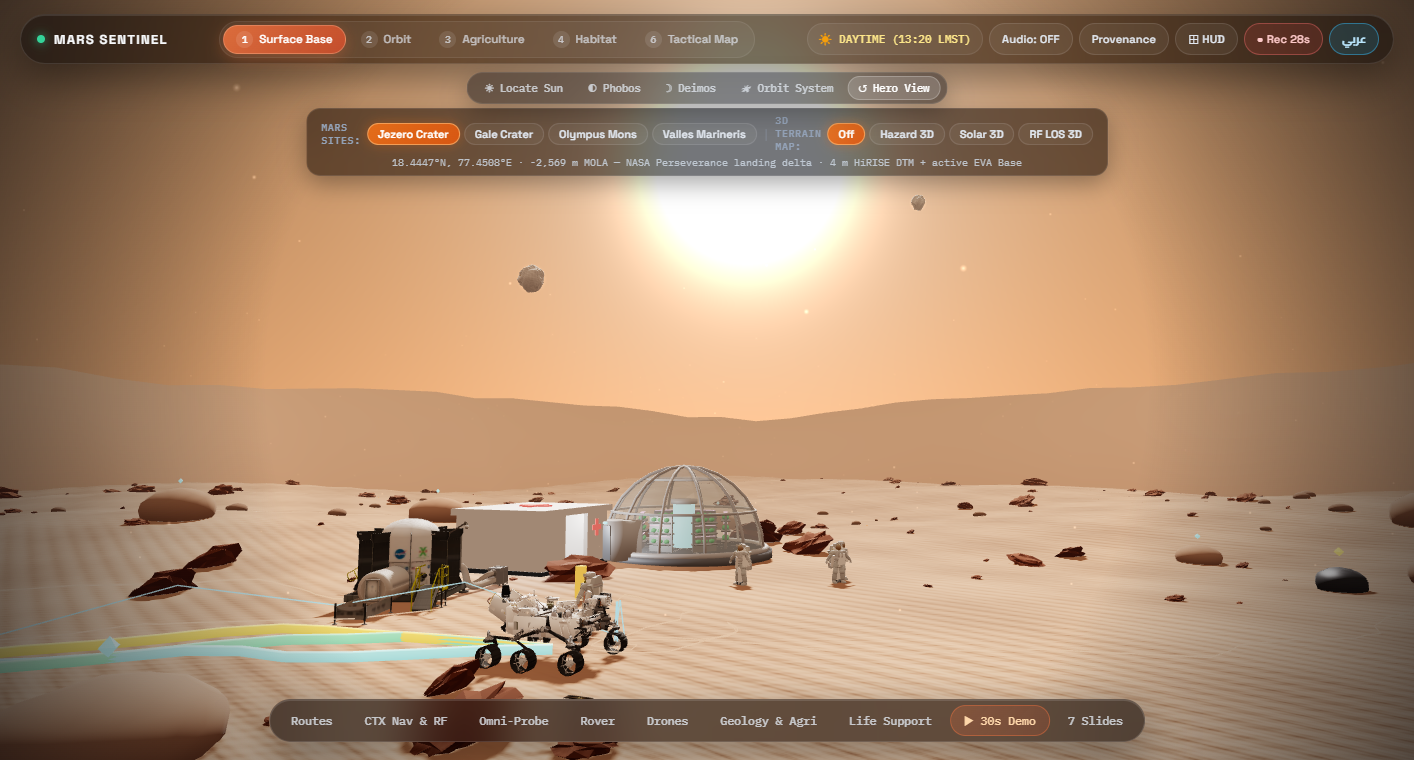 MARS SENTINEL
1 Surface Base
2 Orbit
3 Agriculture
4 Habitat
6 Tactical Map
DAYTIME (13:20 LMST)
Audio: OFF
Provenance
HUD
Rec 28s
عربي
Locate Sun
Phobos
Deimos
Orbit System
Hero View
MARS
SITES:
Jezero Crater
Gale Crater
Olympus Mons
Valles Marineris
3D
TERRAIN
MAP:
Off
Hazard 3D
Solar 3D
RF LOS 3D
18.4447°N, 77.4508°E · -2,569 m MOLA — NASA Perseverance landing delta · 4 m HiRISE DTM + active EVA Base
Routes
CTX Nav & RF
Omni-Probe
Rover
Drones
Geology & Agri
Life Support
30s Demo
7 Slides